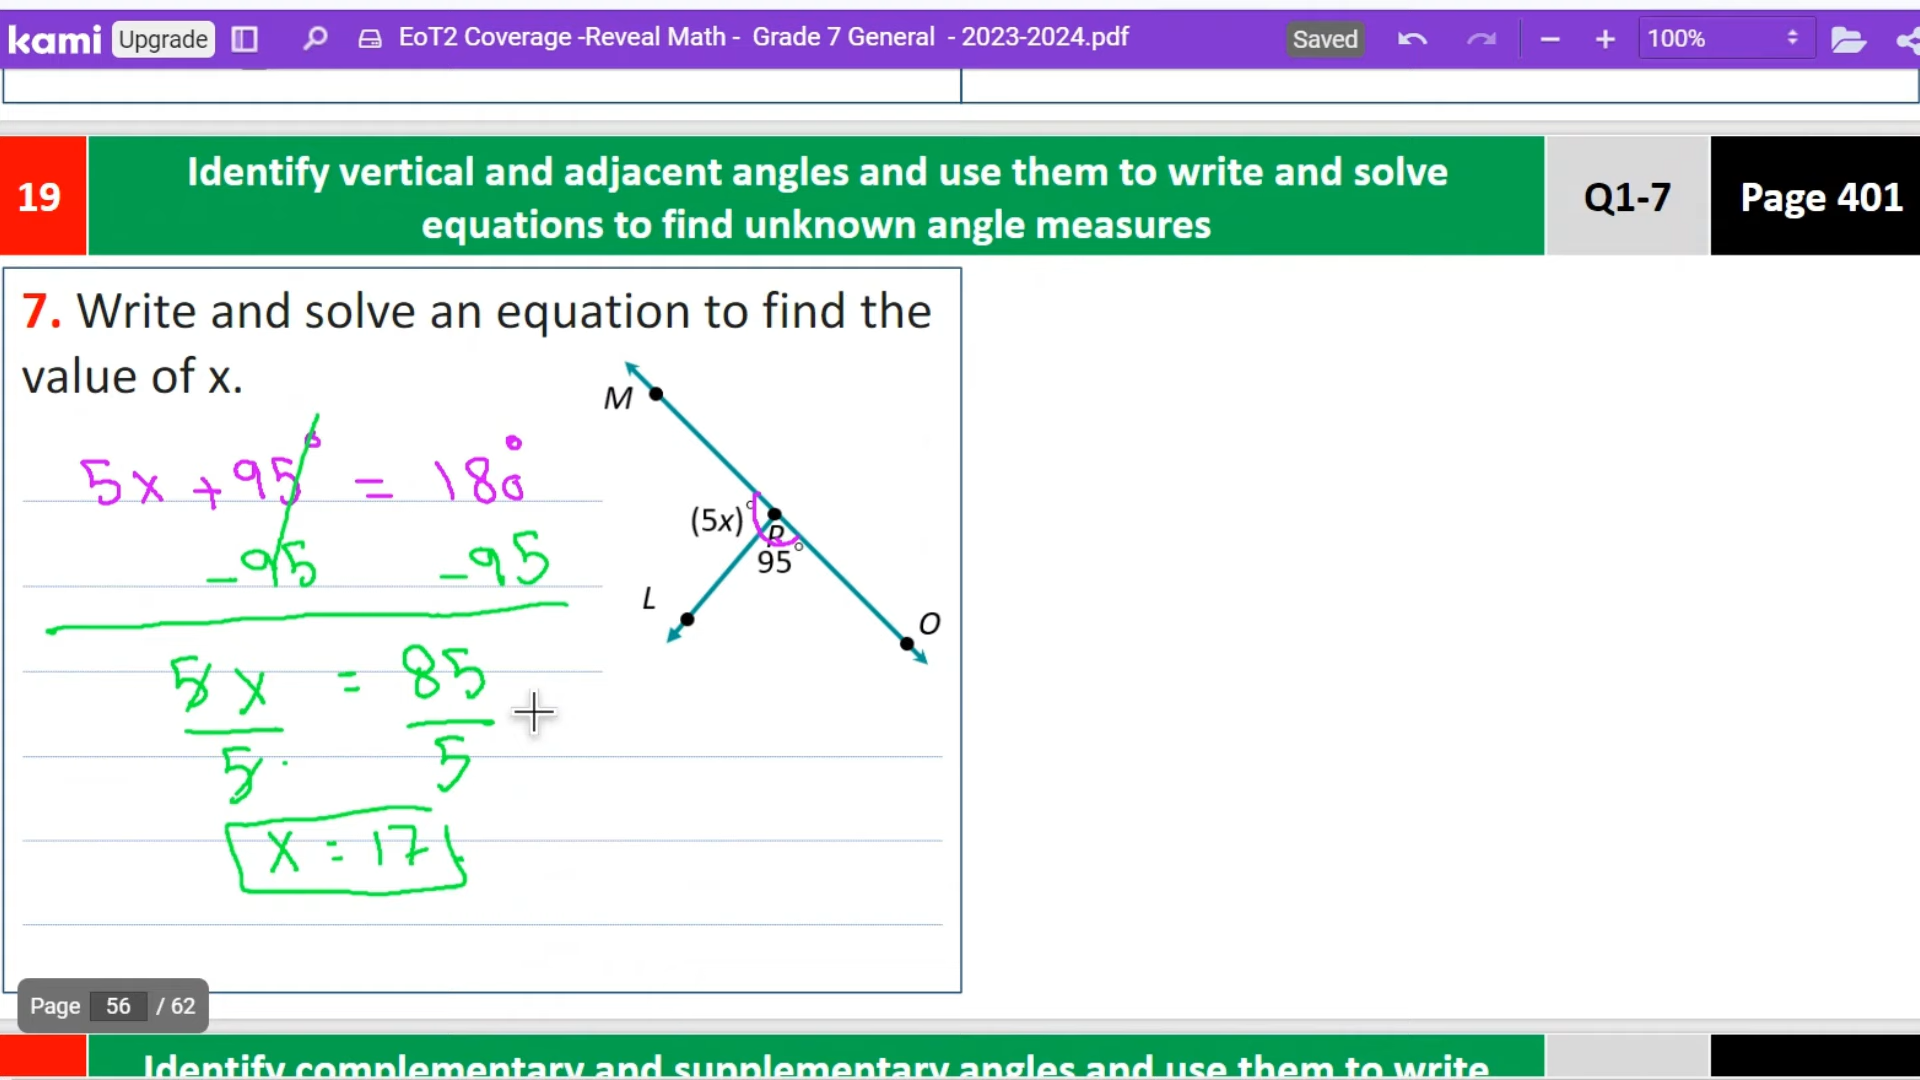 kami Upgrade EoT2 Coverage -Reveal Math - Grade 7 General - 2023-2024.pdf Saved 100%
19 Identify vertical and adjacent angles and use them to write and solve equations to find unknown angle measures Q1-7 Page 401
7. Write and solve an equation to find the
value of x.
M
5x + 95° = 180°
(5x)°
R
95°
-95 -95
L
O
5x = 85
5 5
x = 17
Page 56 / 62
Identify complementary and supplementary angles and use them to write